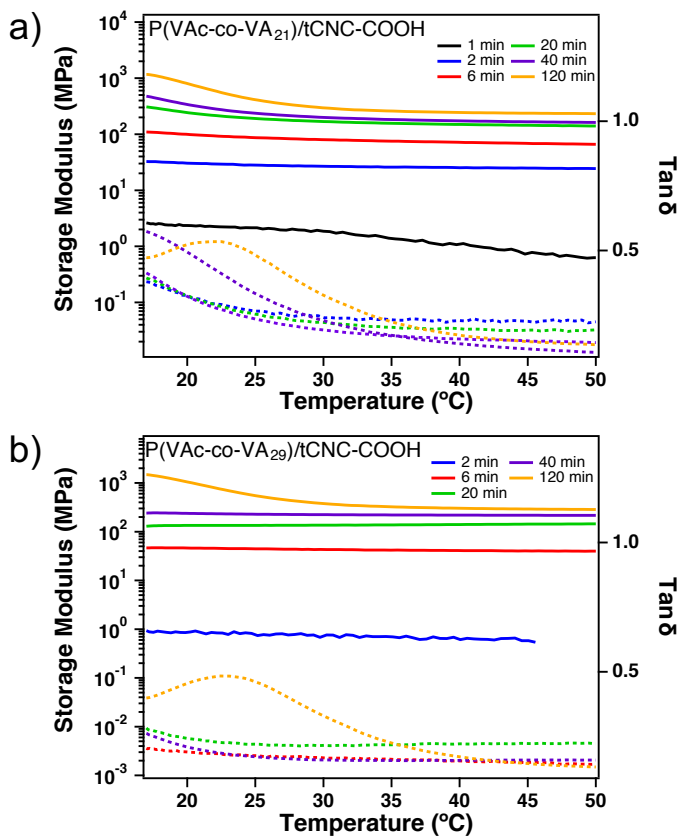 a)
P(VAc-co-VA21)/tCNC-COOH
1 min
2 min
6 min
20 min
40 min
120 min
Storage Modulus (MPa)
10^4
10^3
10^2
10^1
10^0
10^-1
1.0
0.5
Tanδ
20 25 30 35 40 45 50
Temperature (ºC)
b)
P(VAc-co-VA29)/tCNC-COOH
2 min
6 min
20 min
40 min
120 min
Storage Modulus (MPa)
10^3
10^2
10^1
10^0
10^-1
10^-2
10^-3
1.0
0.5
Tanδ
20 25 30 35 40 45 50
Temperature (ºC)